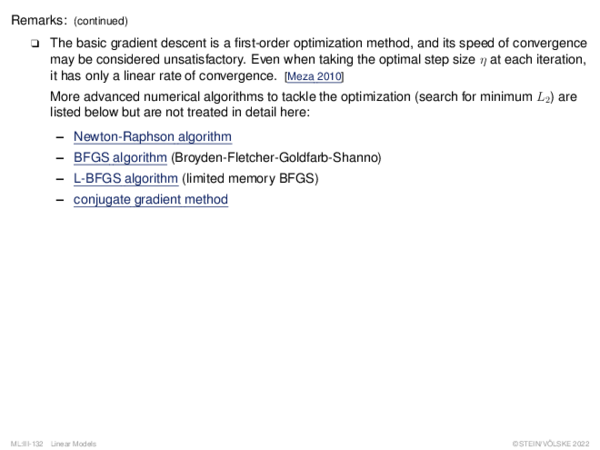 Remarks: (continued)
❑ The basic gradient descent is a first-order optimization method, and its speed of convergence
may be considered unsatisfactory. Even when taking the optimal step size η at each iteration,
it has only a linear rate of convergence. [Meza 2010]
More advanced numerical algorithms to tackle the optimization (search for minimum L₂) are
listed below but are not treated in detail here:
– Newton-Raphson algorithm
– BFGS algorithm (Broyden-Fletcher-Goldfarb-Shanno)
– L-BFGS algorithm (limited memory BFGS)
– conjugate gradient method
ML:III-132 Linear Models
©STEIN/VÖLSKE 2022